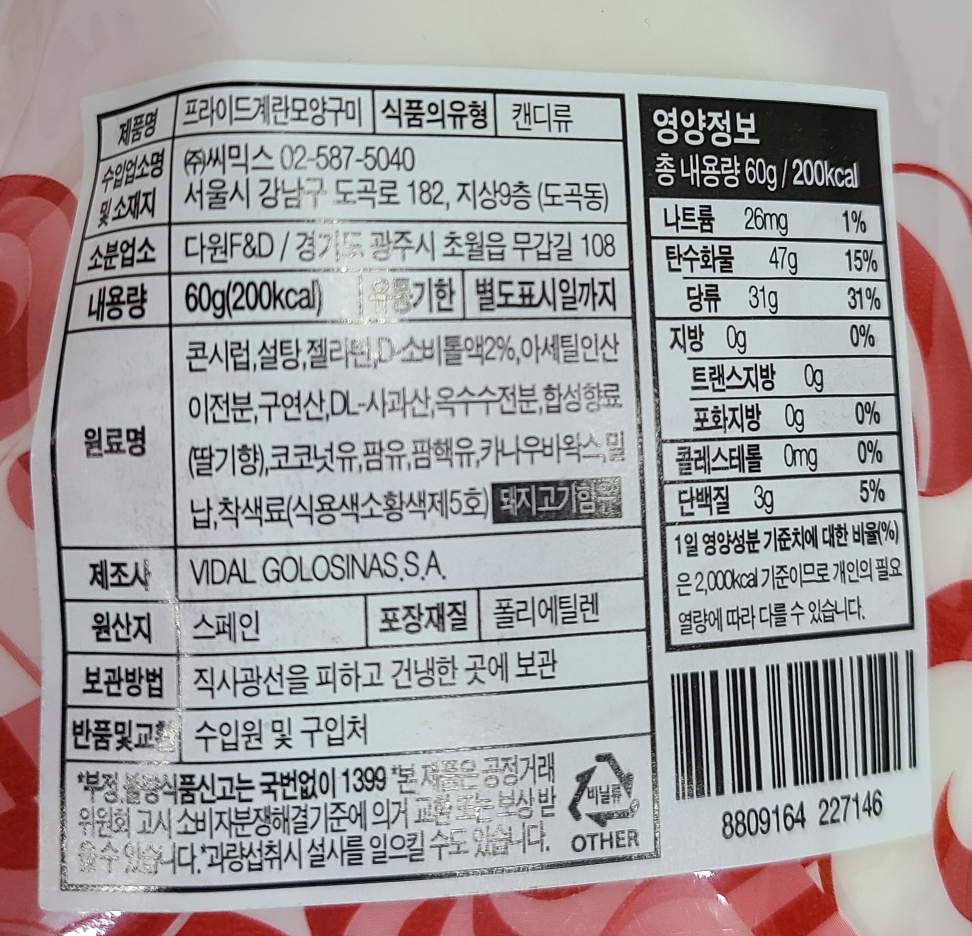 제품명 프라이드계란모양구미 식품의유형 캔디류
수입업소명 및 소재지
㈜씨믹스 02-587-5040
서울시 강남구 도곡로 182, 지상9층 (도곡동)
소분업소 다원F&D / 경기도 광주시 초월읍 무갑길 108
내용량 60g(200kcal) 유통기한 별도표시일까지
원료명
콘시럽,설탕,젤라틴,D-소비톨액2%,아세틸인산
이전분,구연산,DL-사과산,옥수수전분,합성향료
(딸기향),코코넛유,팜유,팜핵유,카나우바왁스,밀
납,착색료(식용색소황색제5호) 돼지고기함유
제조사 VIDAL GOLOSINAS.S.A.
원산지 스페인 포장재질 폴리에틸렌
보관방법 직사광선을 피하고 건냉한 곳에 보관
반품및교환 수입원 및 구입처
*부정.불량식품신고는 국번없이 1399 *본 제품은 공정거래
위원회 고시 소비자분쟁해결기준에 의거 교환 또는 보상 받
을 수 있습니다.*과량섭취시 설사를 일으킬 수도 있습니다.
비닐류
OTHER
영양정보
총 내용량 60g / 200kcal
나트륨 26mg 1%
탄수화물 47g 15%
당류 31g 31%
지방 0g 0%
트랜스지방 0g
포화지방 0g 0%
콜레스테롤 0mg 0%
단백질 3g 5%
1일 영양성분 기준치에 대한 비율(%)
은 2,000kcal 기준이므로 개인의 필요
열량에 따라 다를 수 있습니다.
8809164 227146